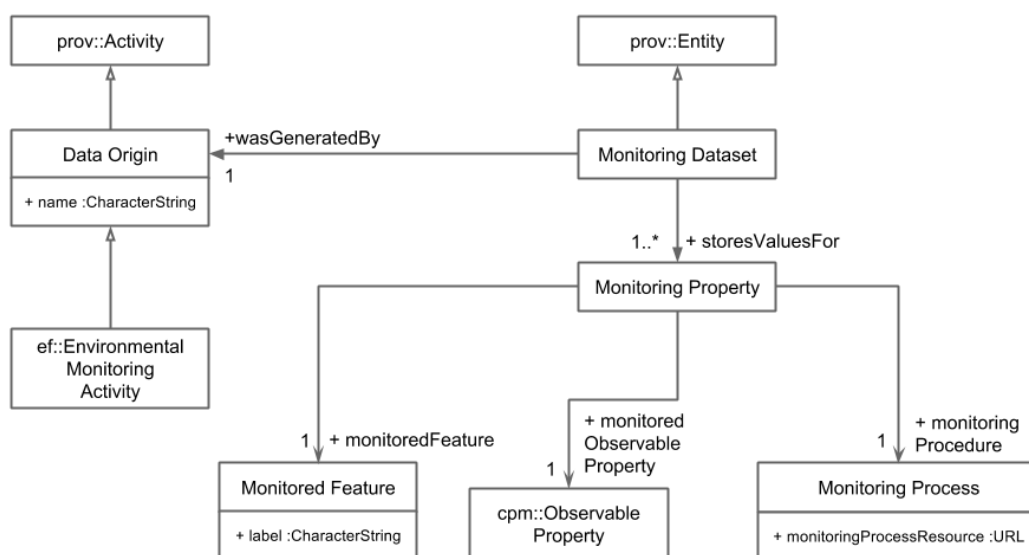 prov::Activity
prov::Entity
Data Origin
+ name :CharacterString
+wasGeneratedBy
1
Monitoring Dataset
1..*
+ storesValuesFor
Monitoring Property
ef::Environmental
Monitoring
Activity
1
+ monitoredFeature
1
+ monitored
Observable
Property
1
+ monitoring
Procedure
Monitored Feature
+ label :CharacterString
cpm::Observable
Property
Monitoring Process
+ monitoringProcessResource :URL